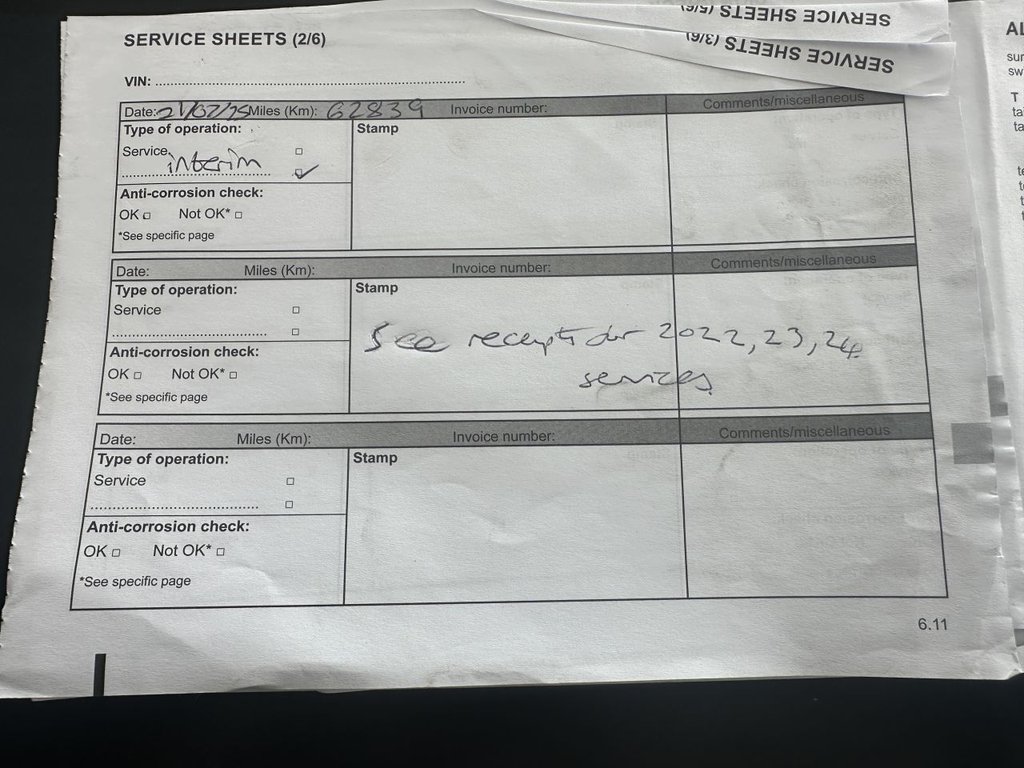 SERVICE SHEETS (5/6)
SERVICE SHEETS (3/6)
SERVICE SHEETS (2/6)
VIN:
Date: 21/07/25 Miles (Km): 62839 Invoice number: Comments/miscellaneous
Type of operation: Stamp
Service
interim
Anti-corrosion check:
OK Not OK*
*See specific page
Date: Miles (Km): Invoice number: Comments/miscellaneous
Type of operation: Stamp
Service
See receipts for 2022, 23, 24
services
Anti-corrosion check:
OK Not OK*
*See specific page
Date: Miles (Km): Invoice number: Comments/miscellaneous
Type of operation: Stamp
Service
Anti-corrosion check:
OK Not OK*
*See specific page
6.11